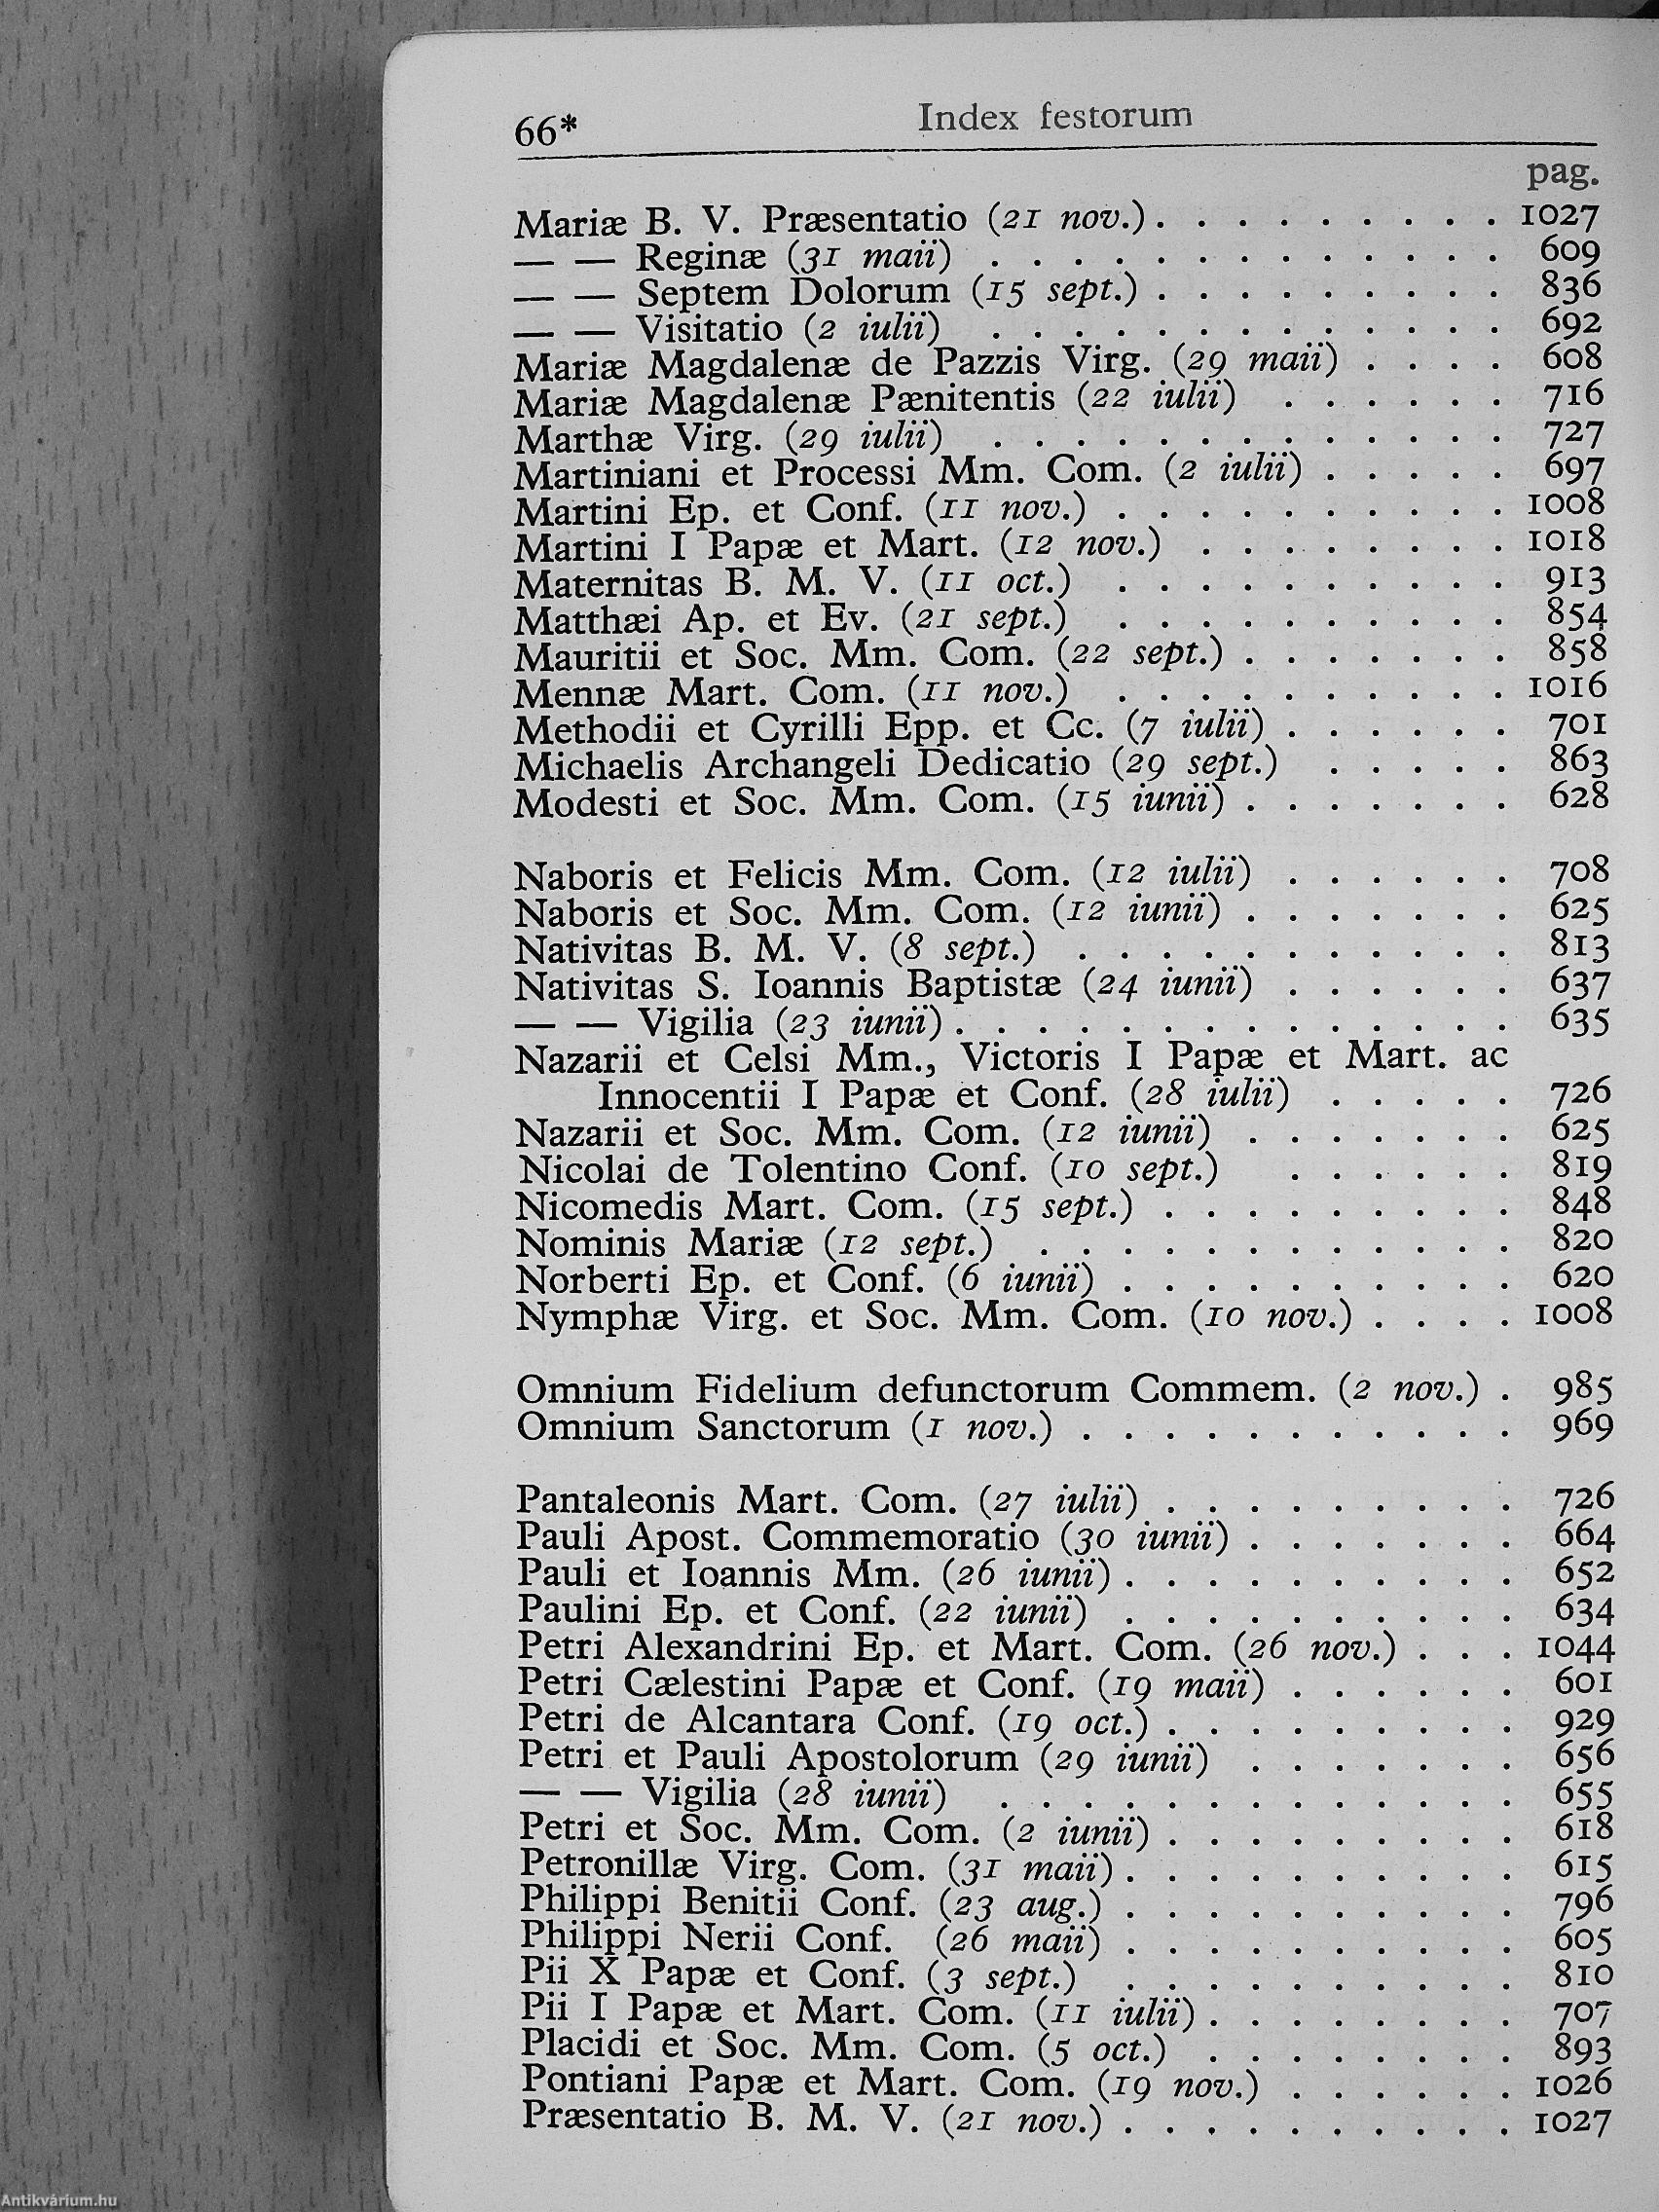 66*
Index festorum
pag.
Mariæ B. V. Præsentatio (21 nov.) . . . . . . . . . 1027
— — Reginæ (31 maii) . . . . . . . . . . . . . 609
— — Septem Dolorum (15 sept.) . . . . . . . . . 836
— — Visitatio (2 iulii) . . . . . . . . . . . . . 692
Mariæ Magdalenæ de Pazzis Virg. (29 maii) . . . . 608
Mariæ Magdalenæ Pænitentis (22 iulii) . . . . . . 716
Marthæ Virg. (29 iulii) . . . . . . . . . . . . . 727
Martiniani et Processi Mm. Com. (2 iulii) . . . . . 697
Martini Ep. et Conf. (11 nov.) . . . . . . . . . . 1008
Martini I Papæ et Mart. (12 nov.) . . . . . . . . 1018
Maternitas B. M. V. (11 oct.) . . . . . . . . . . 913
Matthæi Ap. et Ev. (21 sept.) . . . . . . . . . . 854
Mauritii et Soc. Mm. Com. (22 sept.) . . . . . . . 858
Mennæ Mart. Com. (11 nov.) . . . . . . . . . . 1016
Methodii et Cyrilli Epp. et Cc. (7 iulii) . . . . . . 701
Michaelis Archangeli Dedicatio (29 sept.) . . . . . 863
Modesti et Soc. Mm. Com. (15 iunii) . . . . . . . 628
Naboris et Felicis Mm. Com. (12 iulii) . . . . . . 708
Naboris et Soc. Mm. Com. (12 iunii) . . . . . . . 625
Nativitas B. M. V. (8 sept.) . . . . . . . . . . . 813
Nativitas S. Ioannis Baptistæ (24 iunii) . . . . . . 637
— — Vigilia (23 iunii) . . . . . . . . . . . . . . 635
Nazarii et Celsi Mm., Victoris I Papæ et Mart. ac
Innocentii I Papæ et Conf. (28 iulii) . . . . . 726
Nazarii et Soc. Mm. Com. (12 iunii) . . . . . . . 625
Nicolai de Tolentino Conf. (10 sept.) . . . . . . 819
Nicomedis Mart. Com. (15 sept.) . . . . . . . . . 848
Nominis Mariæ (12 sept.) . . . . . . . . . . . . 820
Norberti Ep. et Conf. (6 iunii) . . . . . . . . . . 620
Nymphæ Virg. et Soc. Mm. Com. (10 nov.) . . . . 1008
Omnium Fidelium defunctorum Commem. (2 nov.) . 985
Omnium Sanctorum (1 nov.) . . . . . . . . . . . 969
Pantaleonis Mart. Com. (27 iulii) . . . . . . . . . 726
Pauli Apost. Commemoratio (30 iunii) . . . . . . . 664
Pauli et Ioannis Mm. (26 iunii) . . . . . . . . . . 652
Paulini Ep. et Conf. (22 iunii) . . . . . . . . . . 634
Petri Alexandrini Ep. et Mart. Com. (26 nov.) . . . 1044
Petri Cælestini Papæ et Conf. (19 maii) . . . . . . 601
Petri de Alcantara Conf. (19 oct.) . . . . . . . . . 929
Petri et Pauli Apostolorum (29 iunii) . . . . . . . 656
— — Vigilia (28 iunii) . . . . . . . . . . . . . 655
Petri et Soc. Mm. Com. (2 iunii) . . . . . . . . . 618
Petronillæ Virg. Com. (31 maii) . . . . . . . . . . 615
Philippi Benitii Conf. (23 aug.) . . . . . . . . . . 796
Philippi Nerii Conf. (26 maii) . . . . . . . . . . 605
Pii X Papæ et Conf. (3 sept.) . . . . . . . . . . 810
Pii I Papæ et Mart. Com. (11 iulii) . . . . . . . . 707
Placidi et Soc. Mm. Com. (5 oct.) . . . . . . . . 893
Pontiani Papæ et Mart. Com. (19 nov.) . . . . . . 1026
Præsentatio B. M. V. (21 nov.) . . . . . . . . . . 1027
Antikvárium.hu